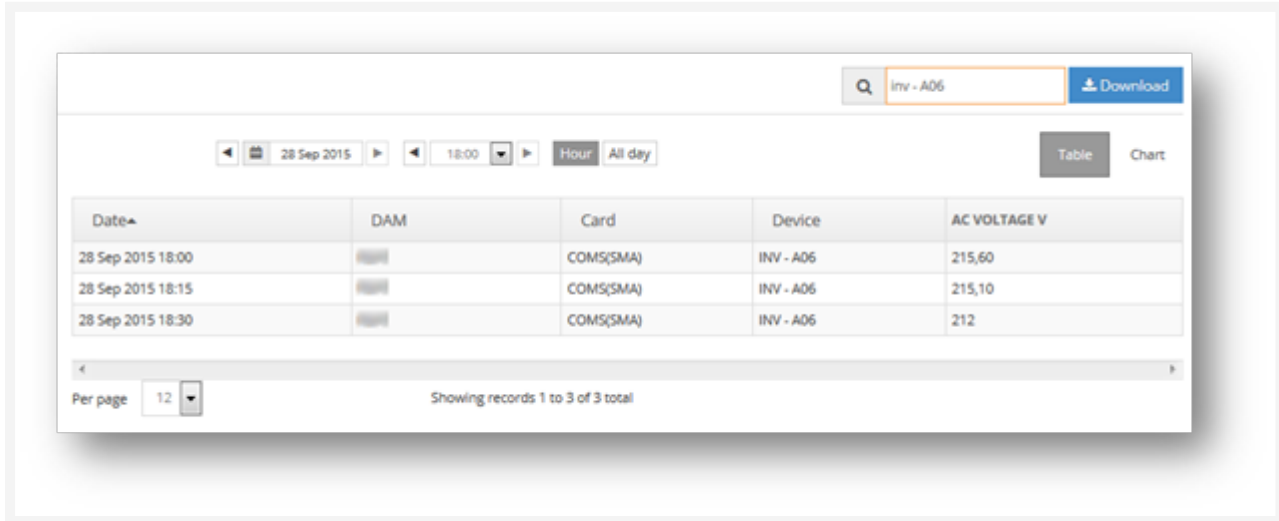 inv - A06 Download
28 Sep 2015 18:00 Hour All day Table Chart
Date DAM Card Device AC VOLTAGE V
28 Sep 2015 18:00 COMS(SMA) INV - A06 215,60
28 Sep 2015 18:15 COMS(SMA) INV - A06 215,10
28 Sep 2015 18:30 COMS(SMA) INV - A06 212
Per page 12 Showing records 1 to 3 of 3 total